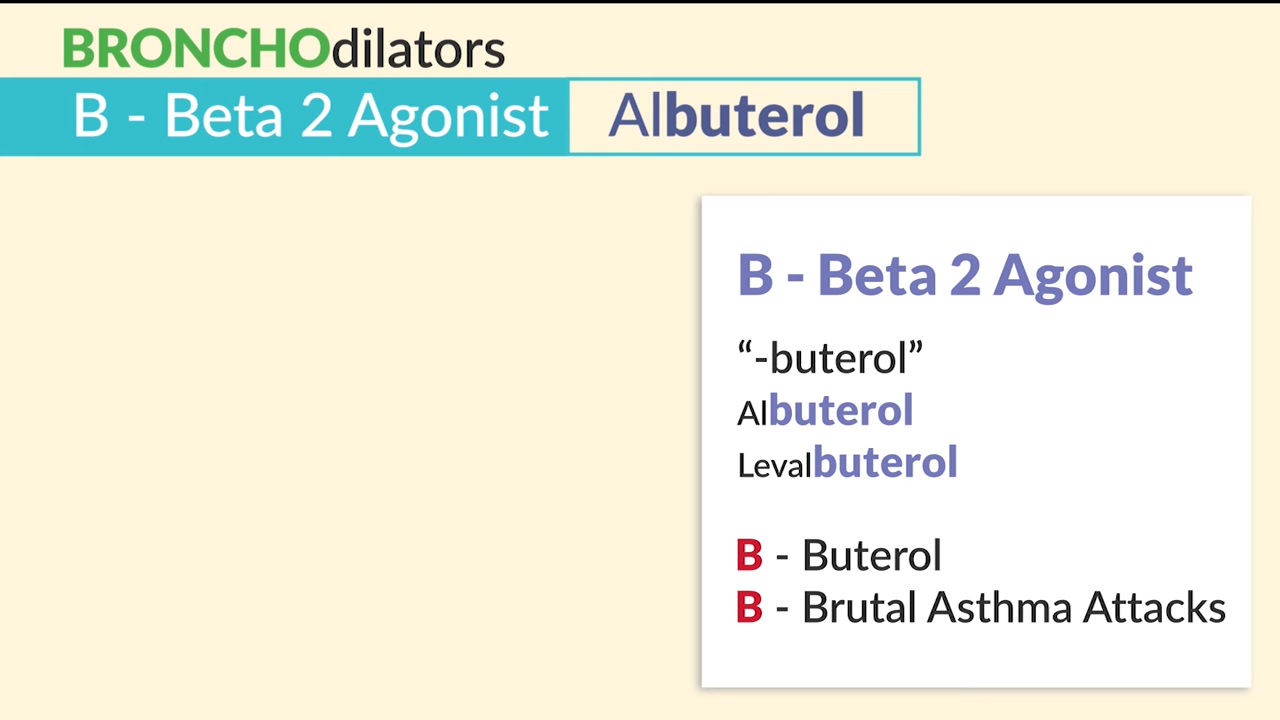 BRONCHOdilators
B - Beta 2 Agonist Albuterol
B - Beta 2 Agonist
“-buterol”
Albuterol
Levalbuterol
B - Buterol
B - Brutal Asthma Attacks